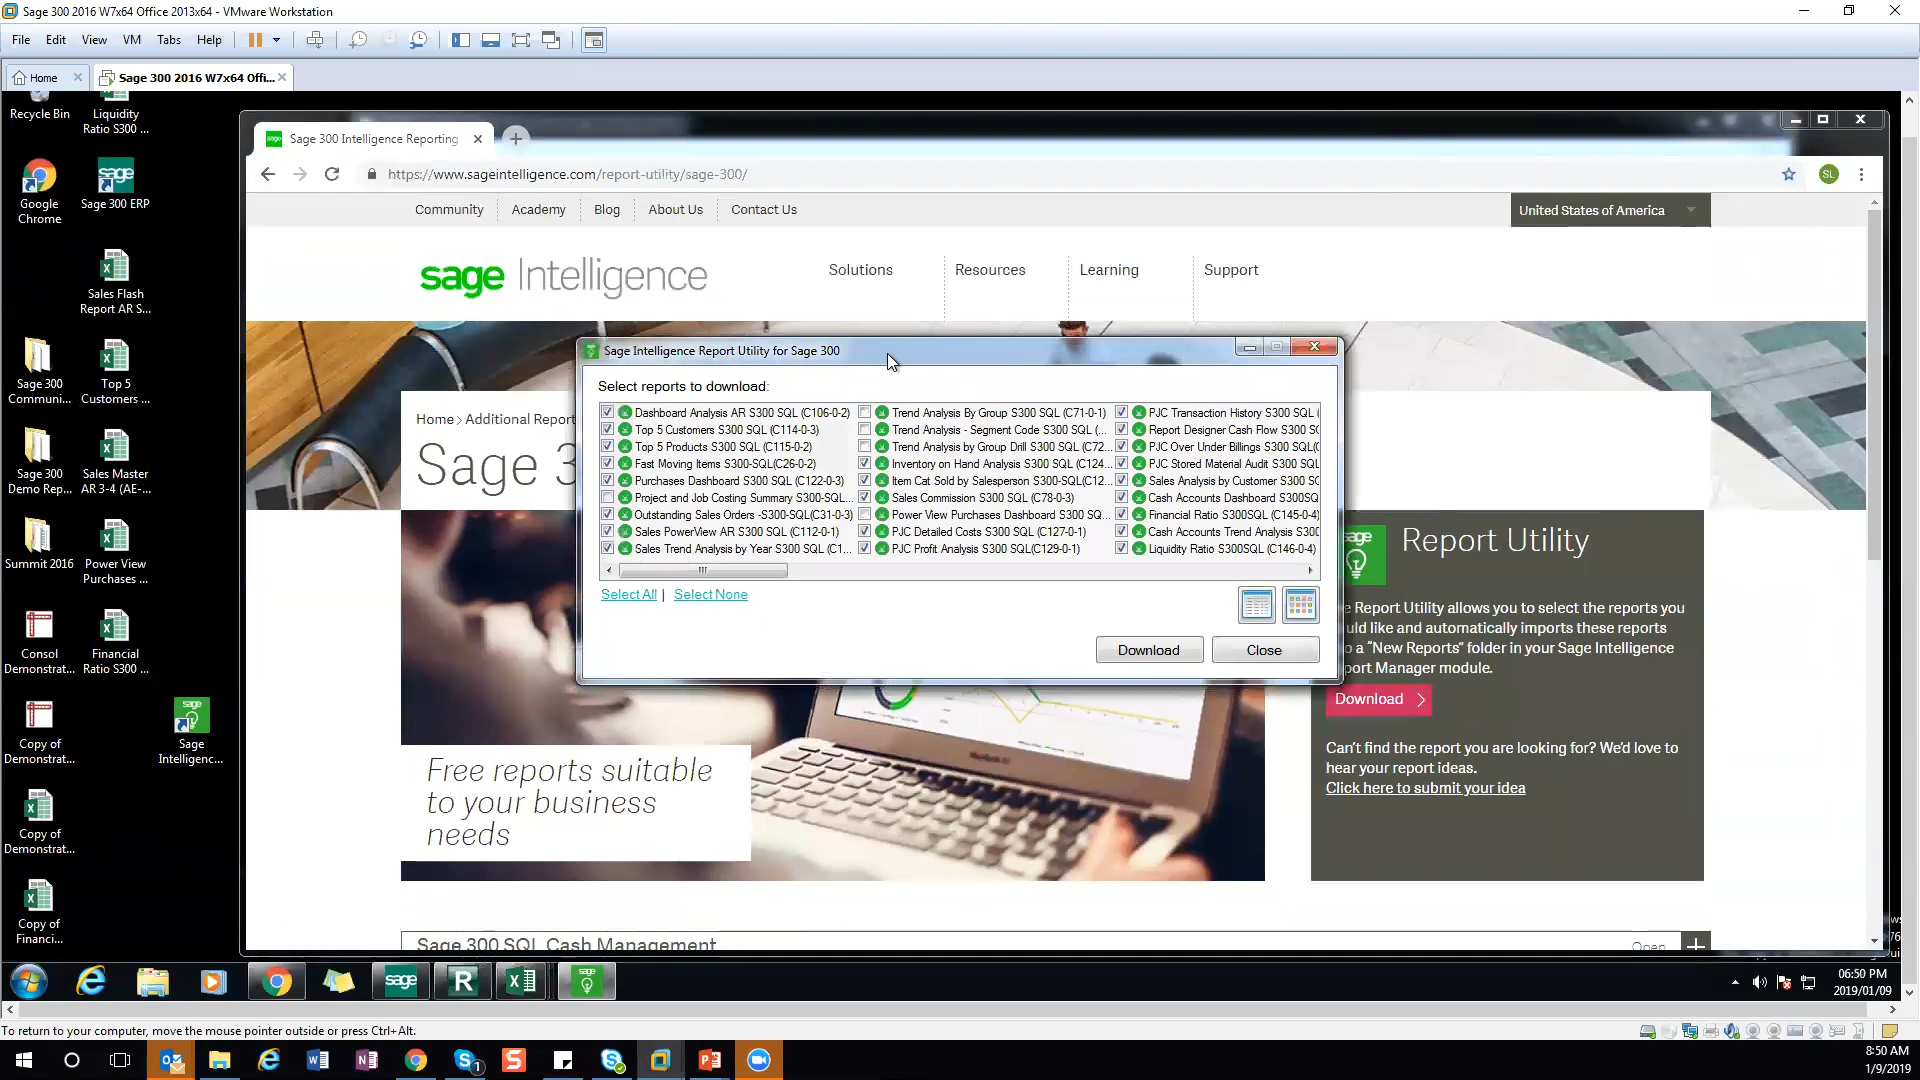 Sage 300 2016 W7x64 Office 2013x64 - VMware Workstation
File Edit View VM Tabs Help
Home Sage 300 2016 W7x64 Offi...
Recycle Bin
Liquidity
Ratio S300 ...
Google
Chrome
Sage 300 ERP
Sales Flash
Report AR S...
Sage 300
Communi...
Top 5
Customers ...
Sage 300
Demo Rep...
Sales Master
AR 3-4 (AE-...
Summit 2016
Power View
Purchases ...
Consol
Demonstrat...
Financial
Ratio S300 ...
Copy of
Demonstrat...
Sage
Intelligenc...
Copy of
Demonstrat...
Copy of
Financi...
Sage 300 Intelligence Reporting
https://www.sageintelligence.com/report-utility/sage-300/
SL
Community Academy Blog About Us Contact Us
United States of America
sage Intelligence
Solutions Resources Learning Support
Home > Additional Report
Sage 3
Sage Intelligence Report Utility for Sage 300
Select reports to download:
Dashboard Analysis AR S300 SQL (C106-0-2)
Top 5 Customers S300 SQL (C114-0-3)
Top 5 Products S300 SQL (C115-0-2)
Fast Moving Items S300-SQL(C26-0-2)
Purchases Dashboard S300 SQL (C122-0-3)
Project and Job Costing Summary S300-SQL...
Outstanding Sales Orders -S300-SQL(C31-0-3)
Sales PowerView AR S300 SQL (C112-0-1)
Sales Trend Analysis by Year S300 SQL (C1...
Trend Analysis By Group S300 SQL (C71-0-1)
Trend Analysis - Segment Code S300 SQL (...
Trend Analysis by Group Drill S300 SQL (C72...
Inventory on Hand Analysis S300 SQL (C124...
Item Cat Sold by Salesperson S300-SQL(C12...
Sales Commission S300 SQL (C78-0-3)
Power View Purchases Dashboard S300 SQ...
PJC Detailed Costs S300 SQL (C127-0-1)
PJC Profit Analysis S300 SQL(C129-0-1)
PJC Transaction History S300 SQL (
Report Designer Cash Flow S300 S
PJC Over Under Billings S300 SQL(
PJC Stored Material Audit S300 SQL
Sales Analysis by Customer S300 S
Cash Accounts Dashboard S300SQ
Financial Ratio S300SQL (C145-0-4)
Cash Accounts Trend Analysis S300
Liquidity Ratio S300SQL (C146-0-4)
Select All | Select None
Download Close
Report Utility
Report Utility allows you to select the reports you
uld like and automatically imports these reports
o a "New Reports" folder in your Sage Intelligence
port Manager module.
Download
Can't find the report you are looking for? We'd love to
hear your report ideas.
Click here to submit your idea
Free reports suitable
to your business
needs
Sage 300 SQL Cash Management
Open
06:50 PM
2019/01/09
To return to your computer, move the mouse pointer outside or press Ctrl+Alt.
8:50 AM
1/9/2019